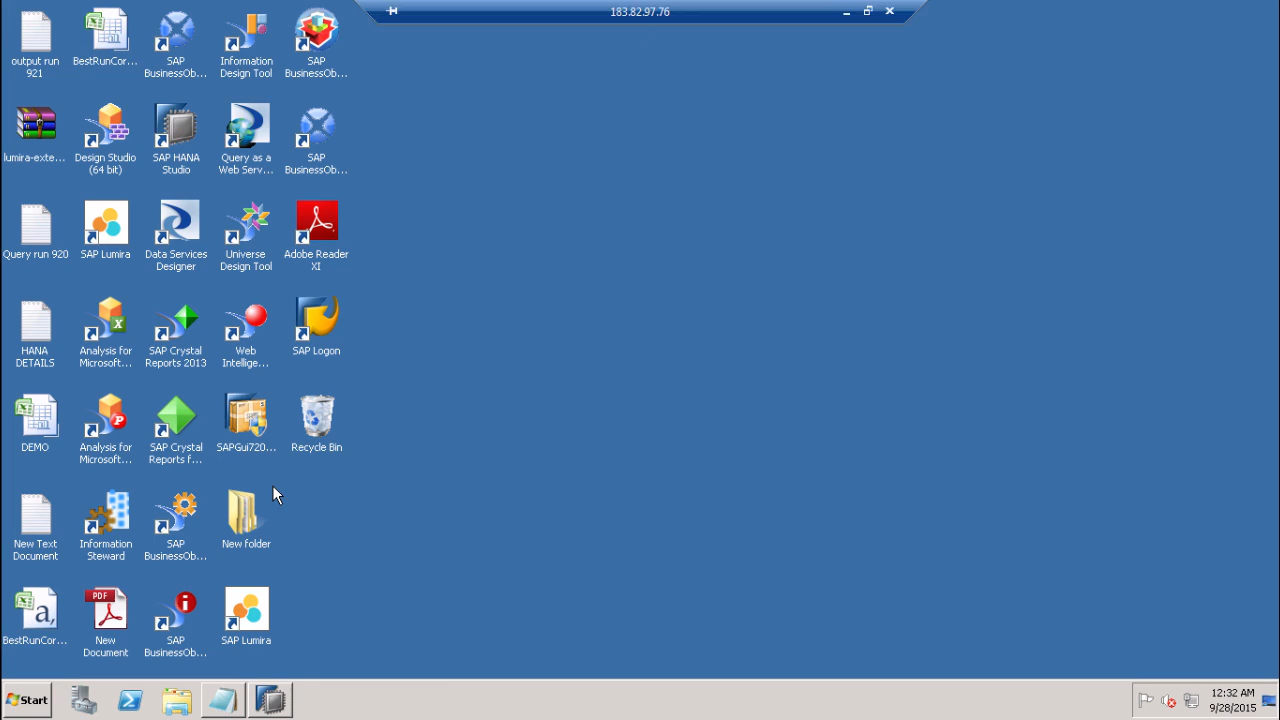 183.82.97.76
output run
921
BestRunCor...
SAP
BusinessOb...
Information
Design Tool
SAP
BusinessOb...
lumira-exte...
Design Studio
(64 bit)
SAP HANA
Studio
Query as a
Web Serv...
SAP
BusinessOb...
Query run 920
SAP Lumira
Data Services
Designer
Universe
Design Tool
Adobe Reader
XI
HANA
DETAILS
Analysis for
Microsoft...
SAP Crystal
Reports 2013
Web
Intellige...
SAP Logon
DEMO
Analysis for
Microsoft...
SAP Crystal
Reports f...
SAPGui720...
Recycle Bin
New Text
Document
Information
Steward
SAP
BusinessOb...
New folder
a,
BestRunCor...
PDF
New
Document
SAP
BusinessOb...
SAP Lumira
Start
12:32 AM
9/28/2015